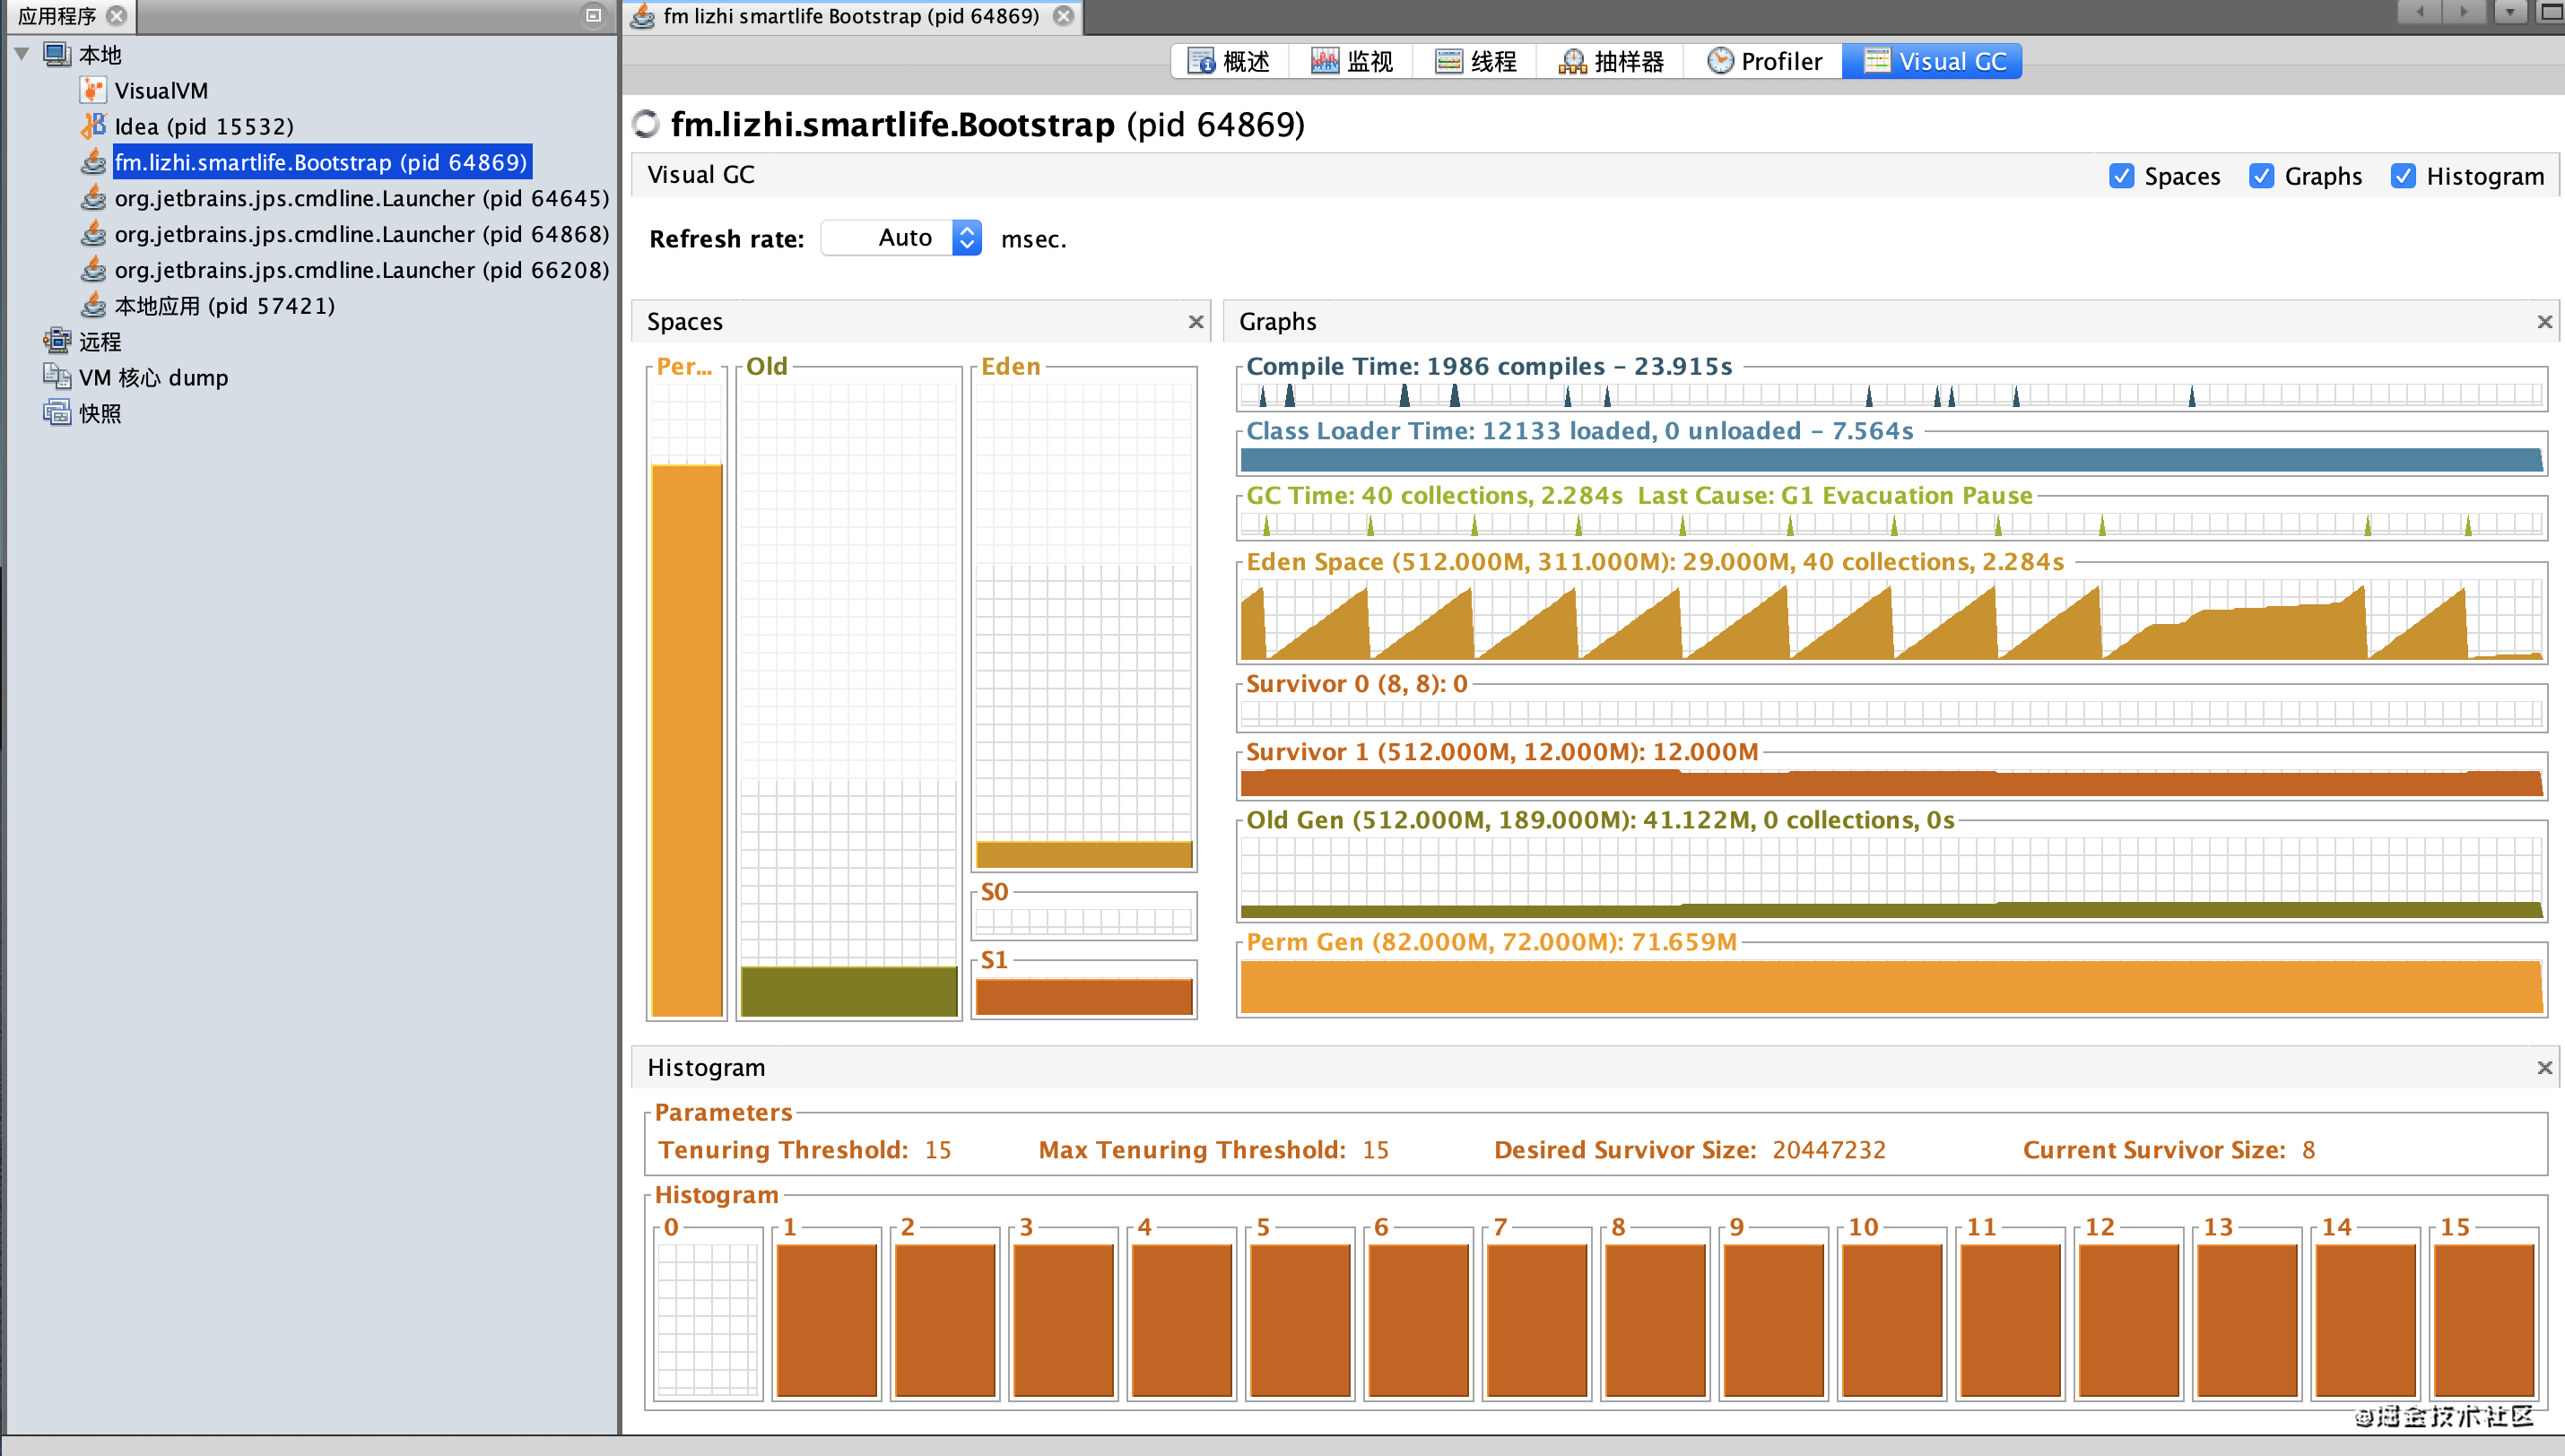 应用程序
本地
VisualVM
Idea (pid 15532)
fm.lizhi.smartlife.Bootstrap (pid 64869)
org.jetbrains.jps.cmdline.Launcher (pid 64645)
org.jetbrains.jps.cmdline.Launcher (pid 64868)
org.jetbrains.jps.cmdline.Launcher (pid 66208)
本地应用 (pid 57421)
远程
VM 核心 dump
快照
fm lizhi smartlife Bootstrap (pid 64869)
概述 监视 线程 抽样器 Profiler Visual GC
fm.lizhi.smartlife.Bootstrap (pid 64869)
Visual GC Spaces Graphs Histogram
Refresh rate: Auto msec.
Spaces
Per... Old Eden
S0
S1
Graphs
Compile Time: 1986 compiles - 23.915s
Class Loader Time: 12133 loaded, 0 unloaded - 7.564s
GC Time: 40 collections, 2.284s Last Cause: G1 Evacuation Pause
Eden Space (512.000M, 311.000M): 29.000M, 40 collections, 2.284s
Survivor 0 (8, 8): 0
Survivor 1 (512.000M, 12.000M): 12.000M
Old Gen (512.000M, 189.000M): 41.122M, 0 collections, 0s
Perm Gen (82.000M, 72.000M): 71.659M
Histogram
Parameters
Tenuring Threshold: 15 Max Tenuring Threshold: 15 Desired Survivor Size: 20447232 Current Survivor Size: 8
Histogram
0 1 2 3 4 5 6 7 8 9 10 11 12 13 14 15
@掘金技术社区